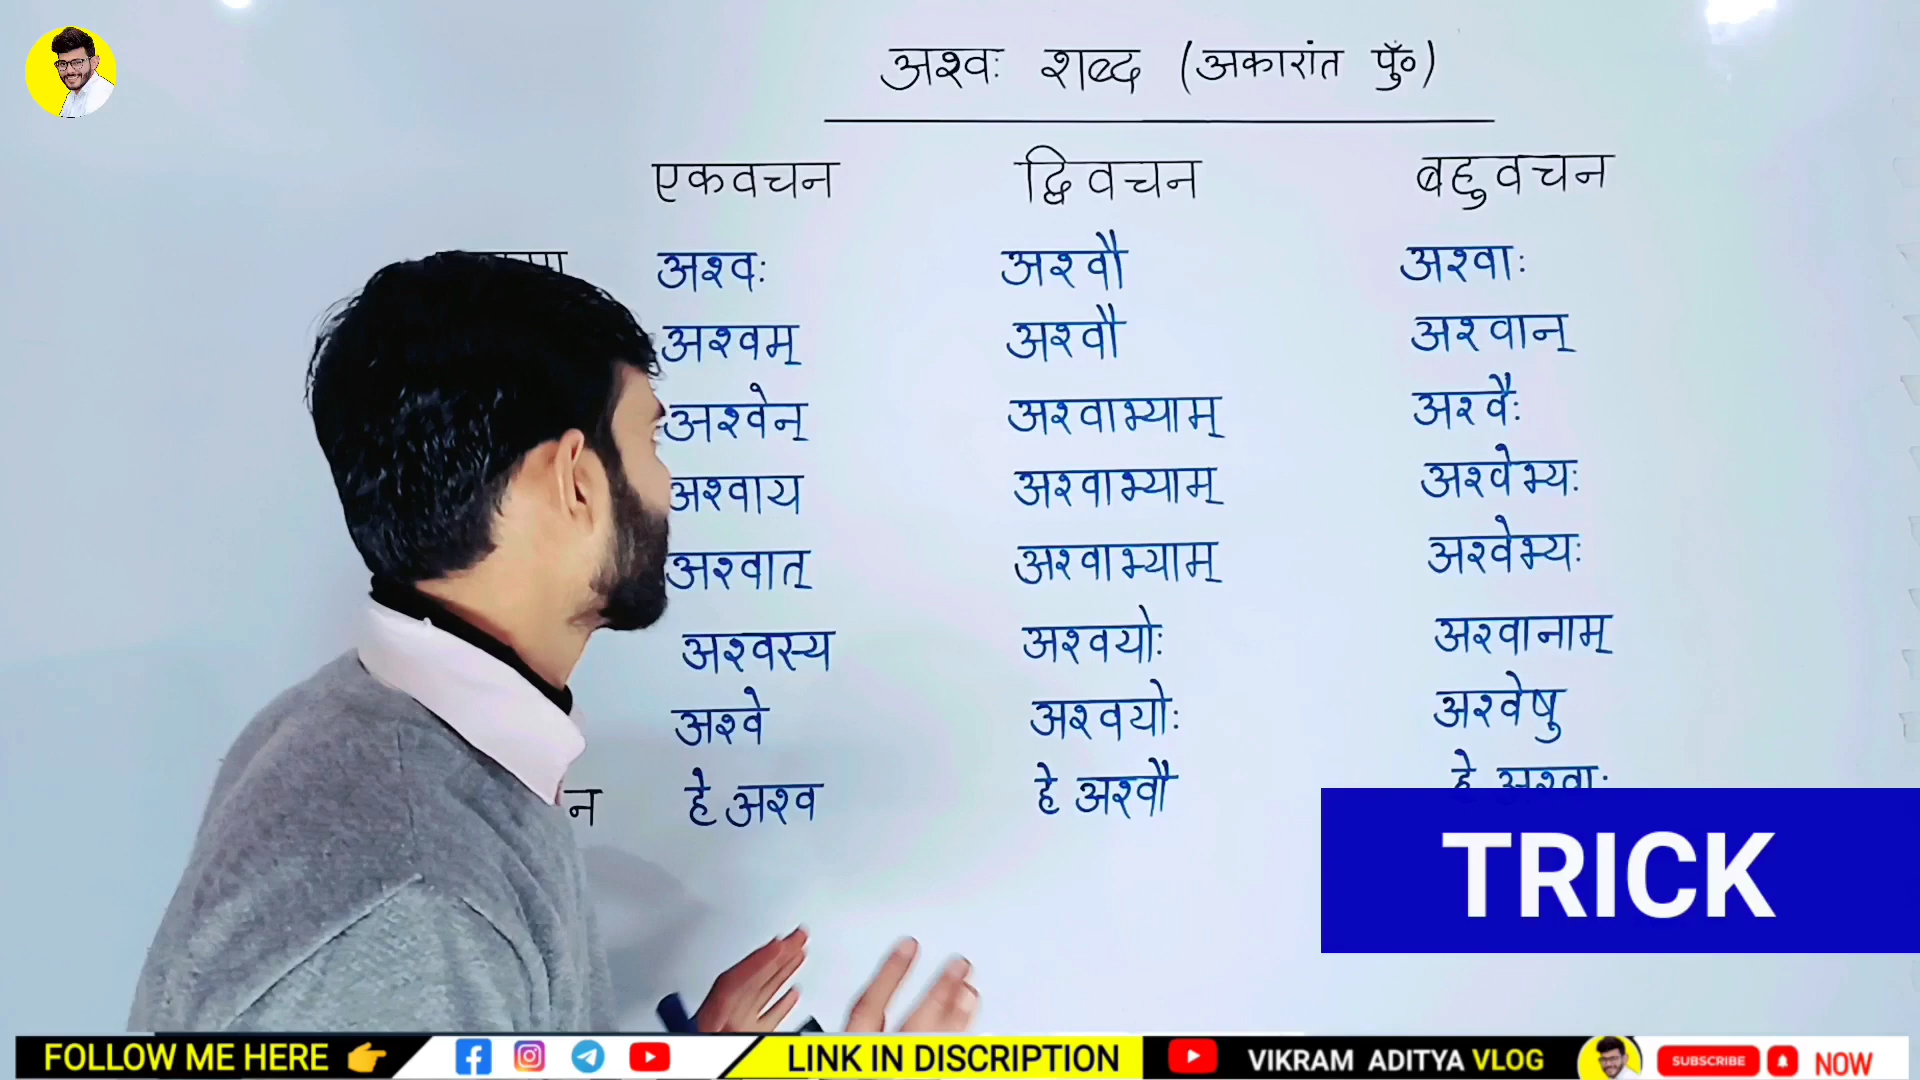 अश्वः शब्द (अकारांत पुँ०)
एकवचन द्विवचन बहुवचन
अश्वः अश्वौ अश्वाः
अश्वम् अश्वौ अश्वान्
अश्वेन् अश्वाभ्याम् अश्वैः
अश्वाय अश्वाभ्याम् अश्वेभ्यः
अश्वात् अश्वाभ्याम् अश्वेभ्यः
अश्वस्य अश्वयोः अश्वानाम्
अश्वे अश्वयोः अश्वेषु
न हे अश्व हे अश्वौ हे अश्वाः
TRICK
FOLLOW ME HERE LINK IN DISCRIPTION VIKRAM ADITYA VLOG SUBSCRIBE NOW